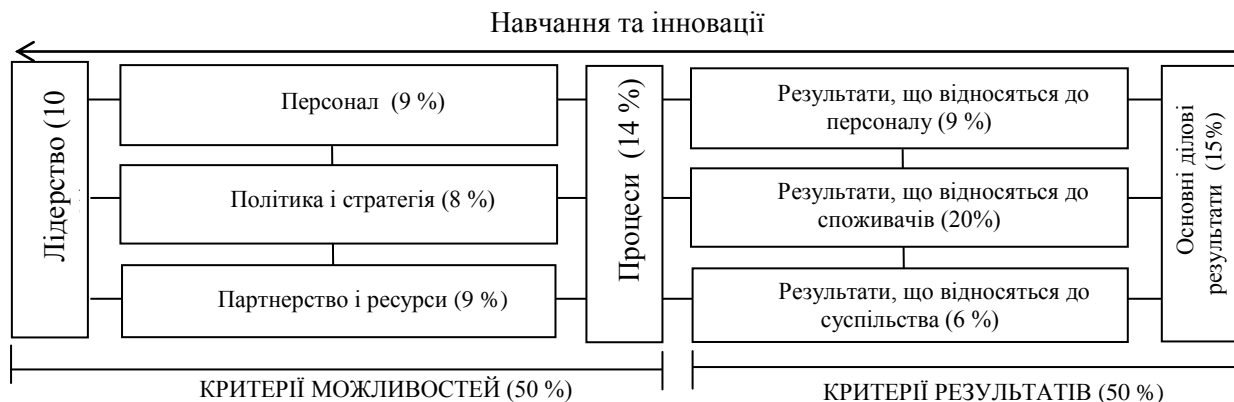 Навчання та інновації
Лідерство (10
Персонал (9 %)
Політика і стратегія (8 %)
Партнерство і ресурси (9 %)
Процеси (14 %)
Результати, що відносяться до
персоналу (9 %)
Результати, що відносяться до
споживачів (20%)
Результати, що відносяться до
суспільства (6 %)
Основні ділові
результати (15%)
КРИТЕРІЇ МОЖЛИВОСТЕЙ (50 %)
КРИТЕРІЇ РЕЗУЛЬТАТІВ (50 %)